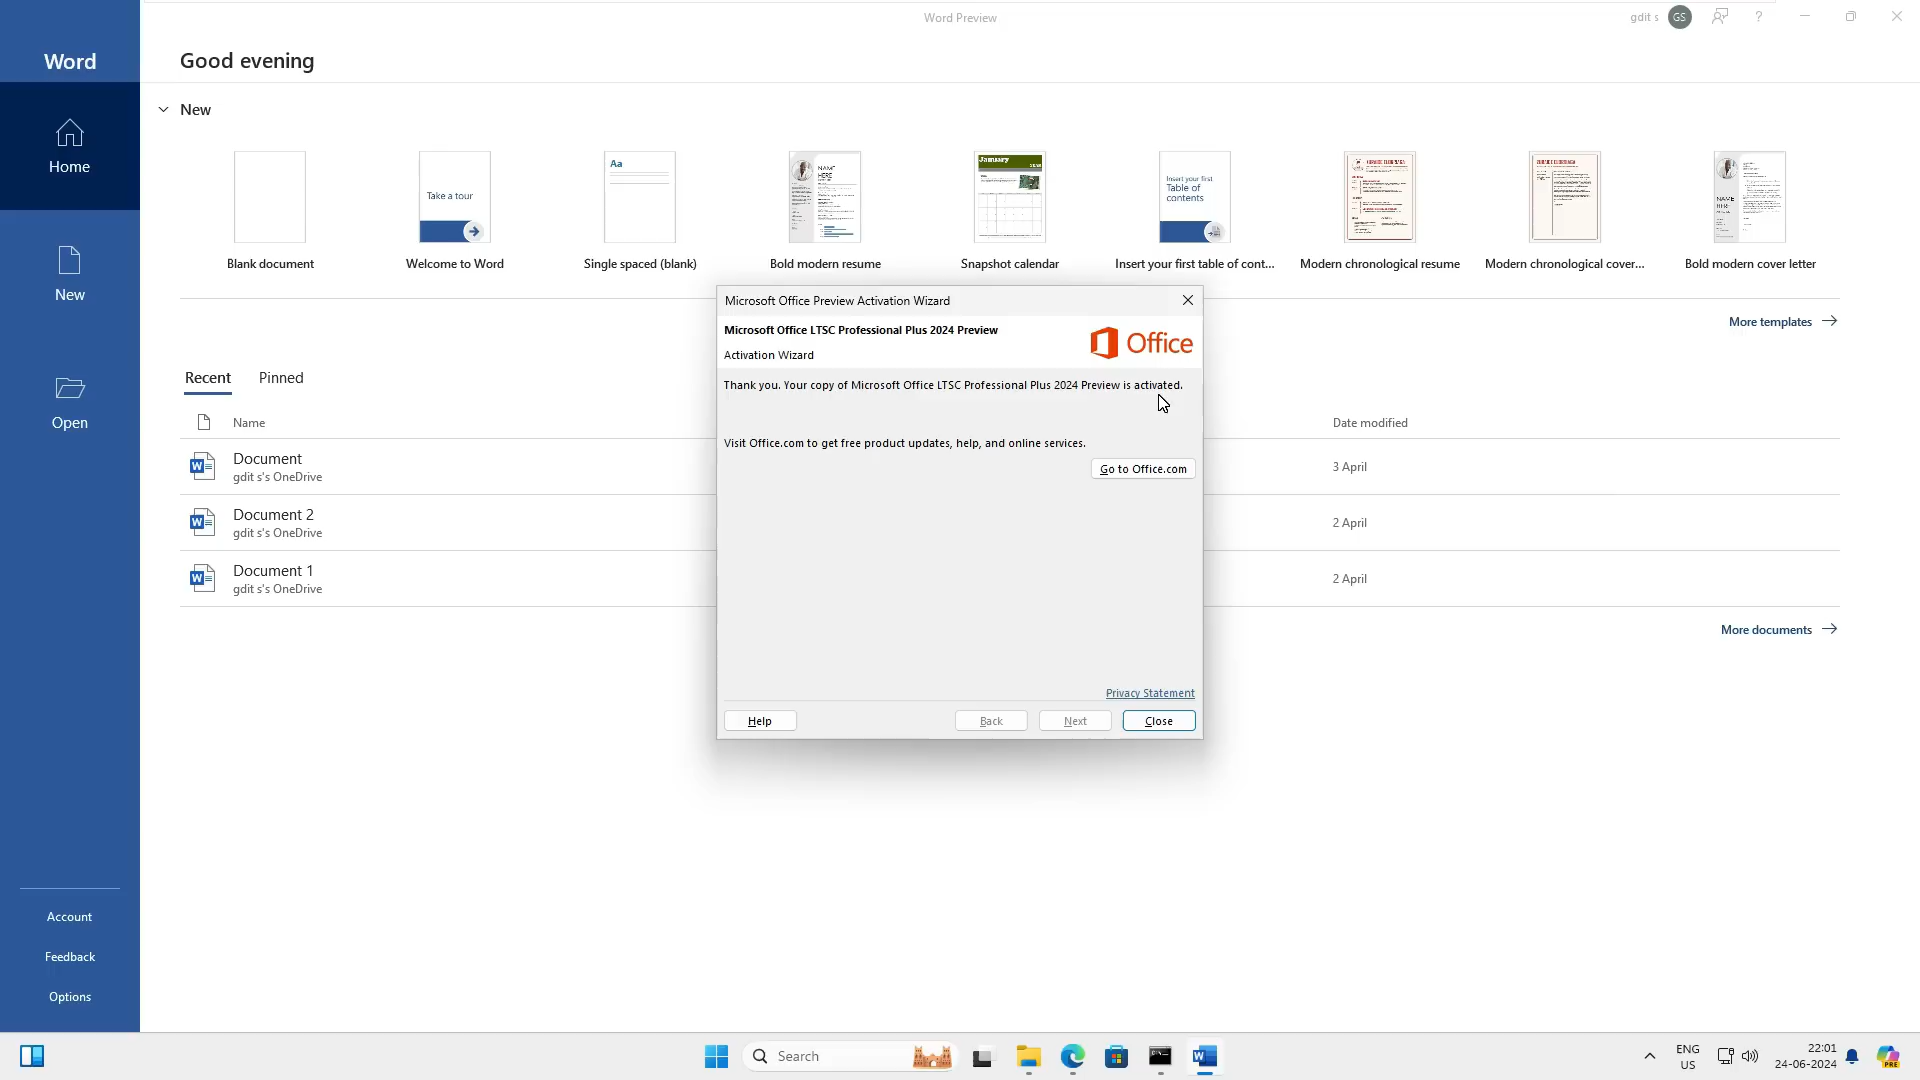 Word Preview
gdit s
GS
?
Word
Good evening
Home
New
Open
Account
Feedback
Options
New
Take a tour
Aa
NAME
HERE
January
Insert your first
Table of
contents
NAME
HERE
Blank document
Welcome to Word
Single spaced (blank)
Bold modern resume
Snapshot calendar
Insert your first table of cont...
Modern chronological resume
Modern chronological cover...
Bold modern cover letter
More templates
Recent
Pinned
Name
Date modified
Document
gdit s's OneDrive
3 April
Document 2
gdit s's OneDrive
2 April
Document 1
gdit s's OneDrive
2 April
More documents
Microsoft Office Preview Activation Wizard
Microsoft Office LTSC Professional Plus 2024 Preview
Activation Wizard
Office
Thank you. Your copy of Microsoft Office LTSC Professional Plus 2024 Preview is activated.
Visit Office.com to get free product updates, help, and online services.
Go to Office.com
Privacy Statement
Help
Back
Next
Close
Search
ENG
US
22:01
24-06-2024
PRE